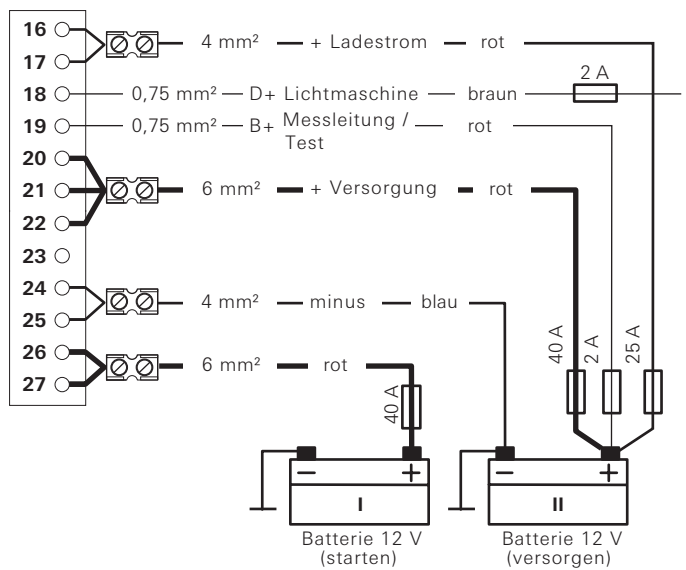 16
17
4 mm² + Ladestrom rot
2 A
18 0,75 mm² D+ Lichtmaschine braun
19 0,75 mm² B+ Messleitung / rot
Test
20
21 6 mm² + Versorgung rot
22
23
24
25
4 mm² minus blau
26
27
6 mm² rot
40 A
40 A
2 A
25 A
− +
I
Batterie 12 V
(starten)
− +
II
Batterie 12 V
(versorgen)